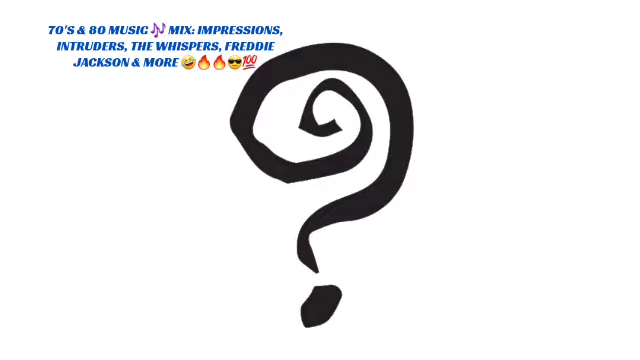 70'S & 80 MUSIC 🎶 MIX: IMPRESSIONS,
INTRUDERS, THE WHISPERS, FREDDIE
JACKSON & MORE 🤣🔥🔥😎💯